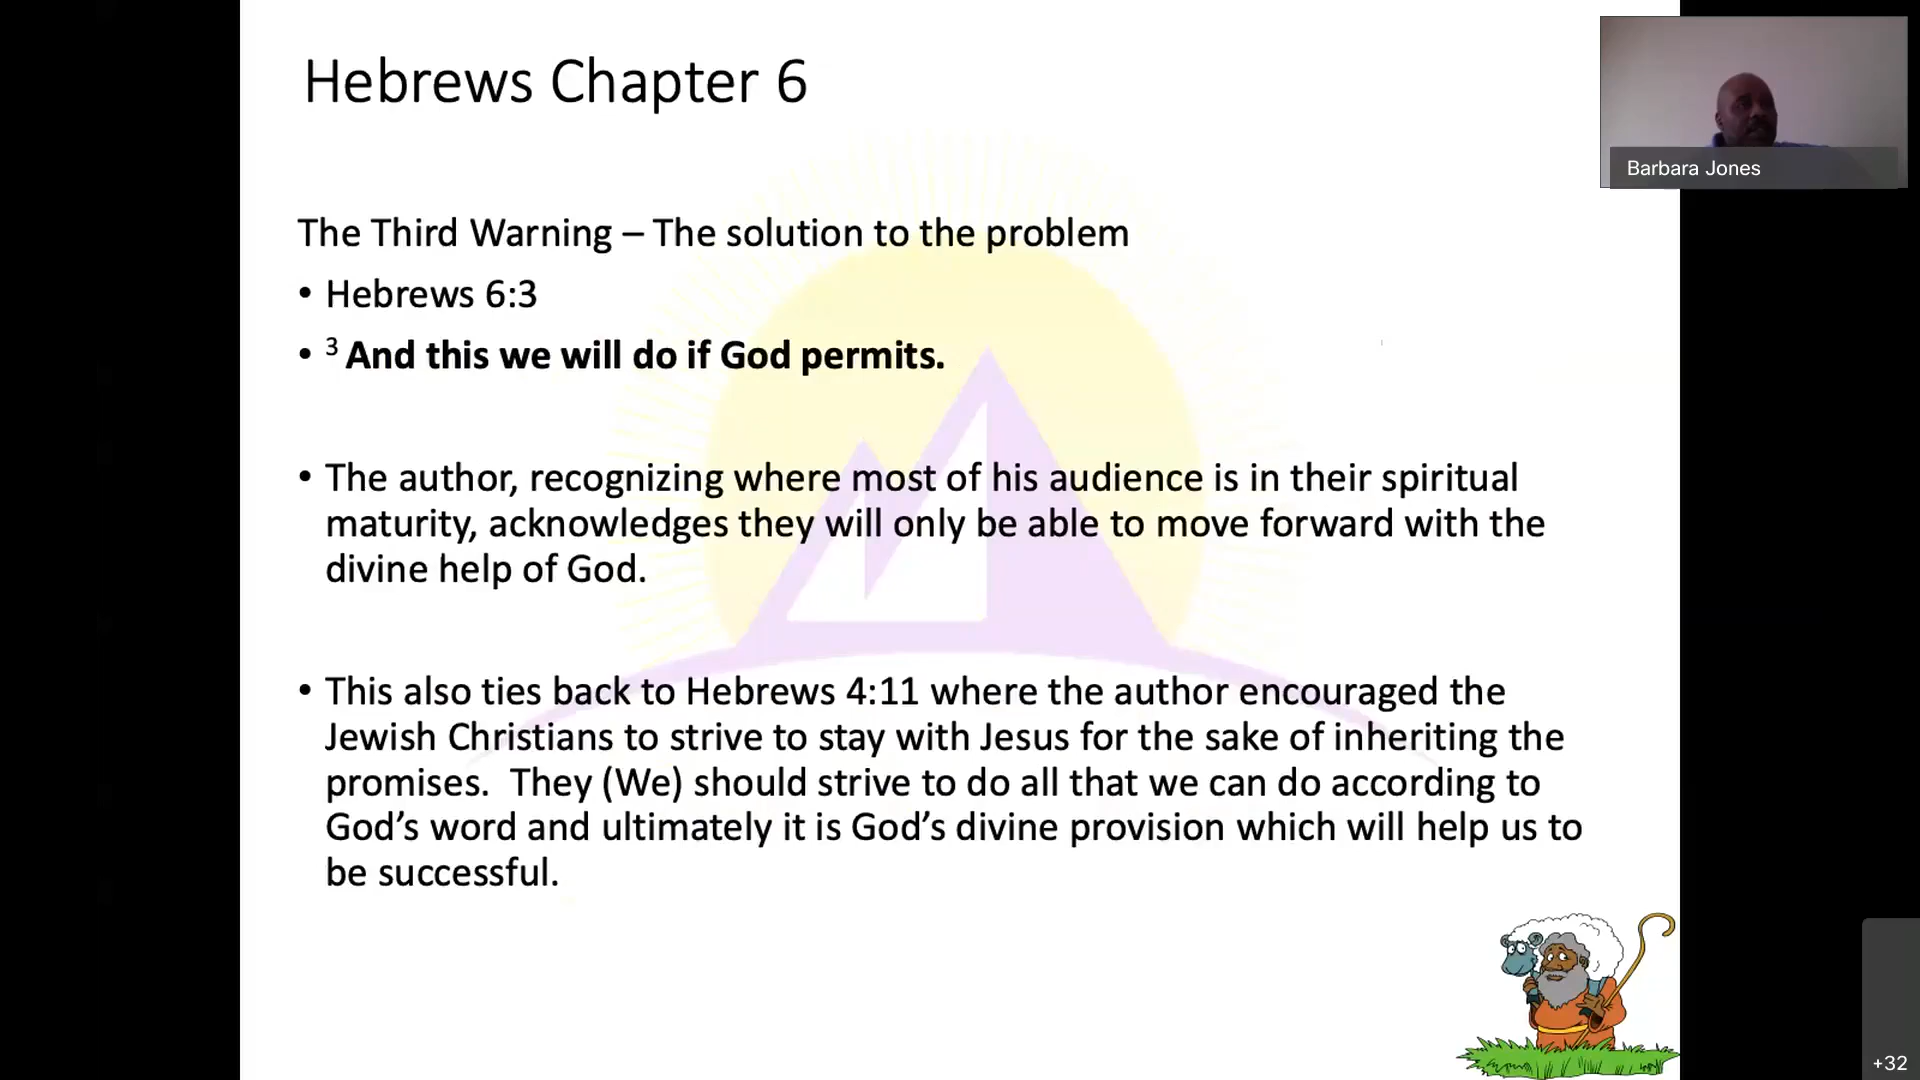 Hebrews Chapter 6
Barbara Jones
The Third Warning – The solution to the problem
• Hebrews 6:3
• 3 And this we will do if God permits.
• The author, recognizing where most of his audience is in their spiritual
maturity, acknowledges they will only be able to move forward with the
divine help of God.
• This also ties back to Hebrews 4:11 where the author encouraged the
Jewish Christians to strive to stay with Jesus for the sake of inheriting the
promises.  They (We) should strive to do all that we can do according to
God’s word and ultimately it is God’s divine provision which will help us to
be successful.
+32